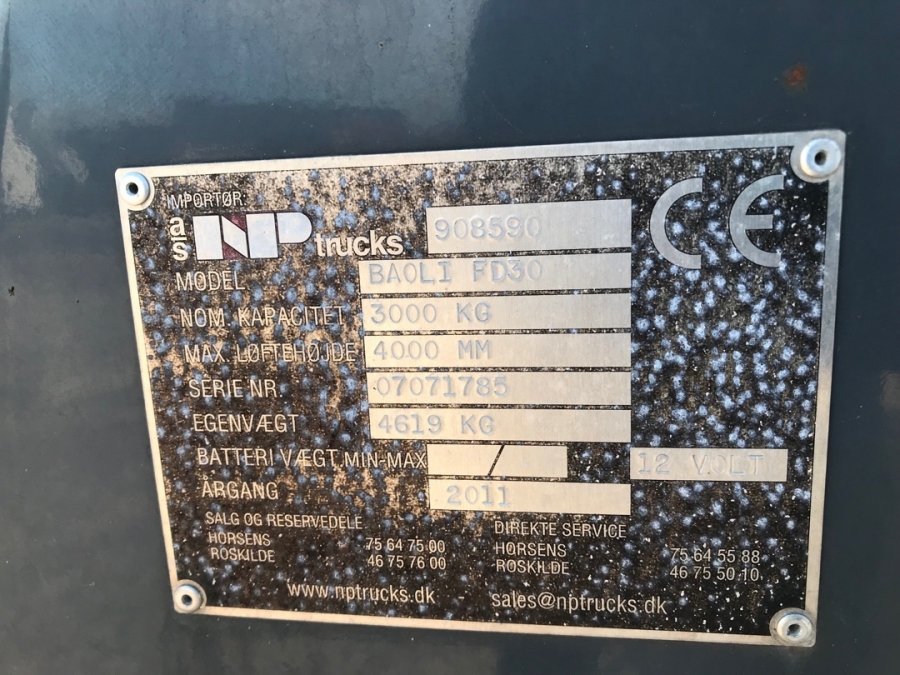 IMPORTØR:
as NP trucks 908590
CE
MODEL BAOLI FD30
NOM. KAPACITET 3000 KG
MAX. LØFTEHØJDE 4000 MM
SERIE NR. 07071785
EGENVÆGT 4619 KG
BATTERI VÆGT, MIN-MAX / 12 VOLT
ÅRGANG 2011
SALG OG RESERVEDELE DIREKTE SERVICE
HORSENS 75 64 75 00 HORSENS 75 64 55 88
ROSKILDE 46 75 76 00 ROSKILDE 46 75 50 10
www.nptrucks.dk sales@nptrucks.dk